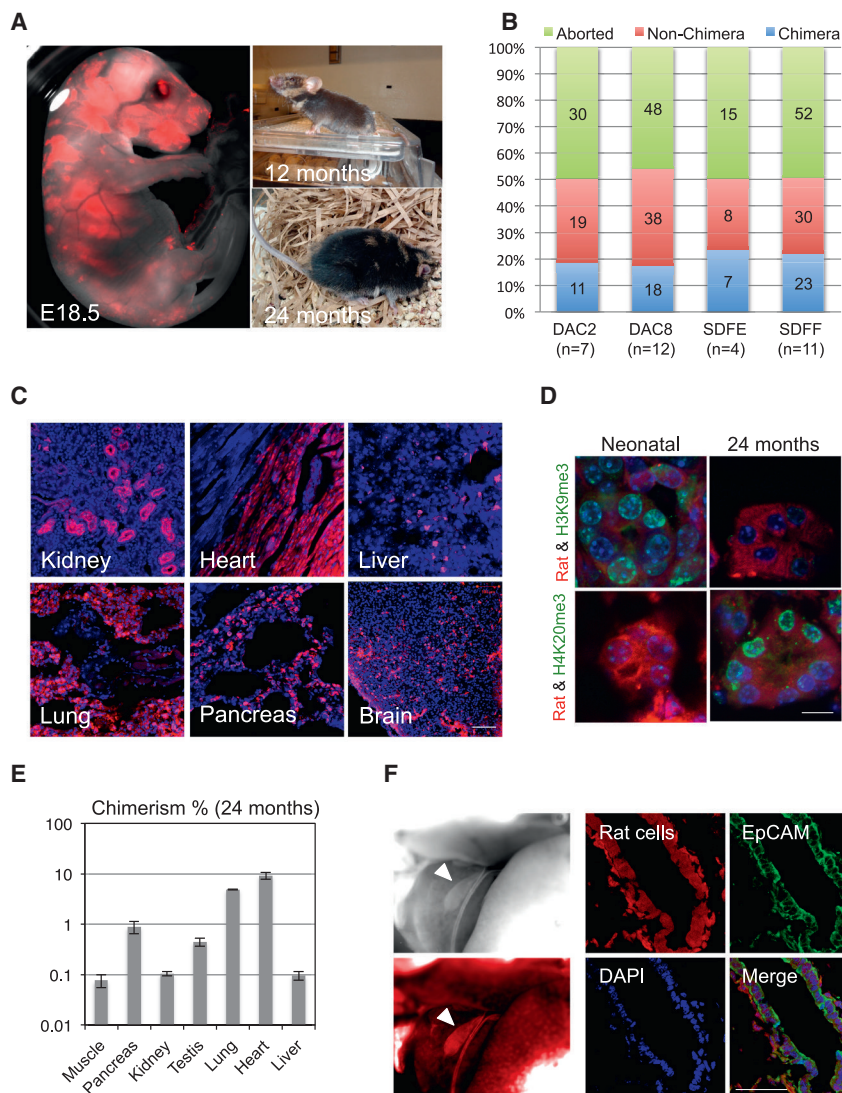 A
E18.5
12 months
24 months
B
Aborted Non-Chimera Chimera
100%
90%
80%
70%
60%
50%
40%
30%
20%
10%
0%
30 48 15 52
19 38 8 30
11 18 7 23
DAC2 DAC8 SDFE SDFF
(n=7) (n=12) (n=4) (n=11)
C
Kidney Heart Liver
Lung Pancreas Brain
D
Neonatal 24 months
Rat & H3K9me3
Rat & H4K20me3
E
Chimerism % (24 months)
100
10
1
0.1
0.01
Muscle Pancreas Kidney Testis Lung Heart Liver
F
Rat cells EpCAM
DAPI Merge